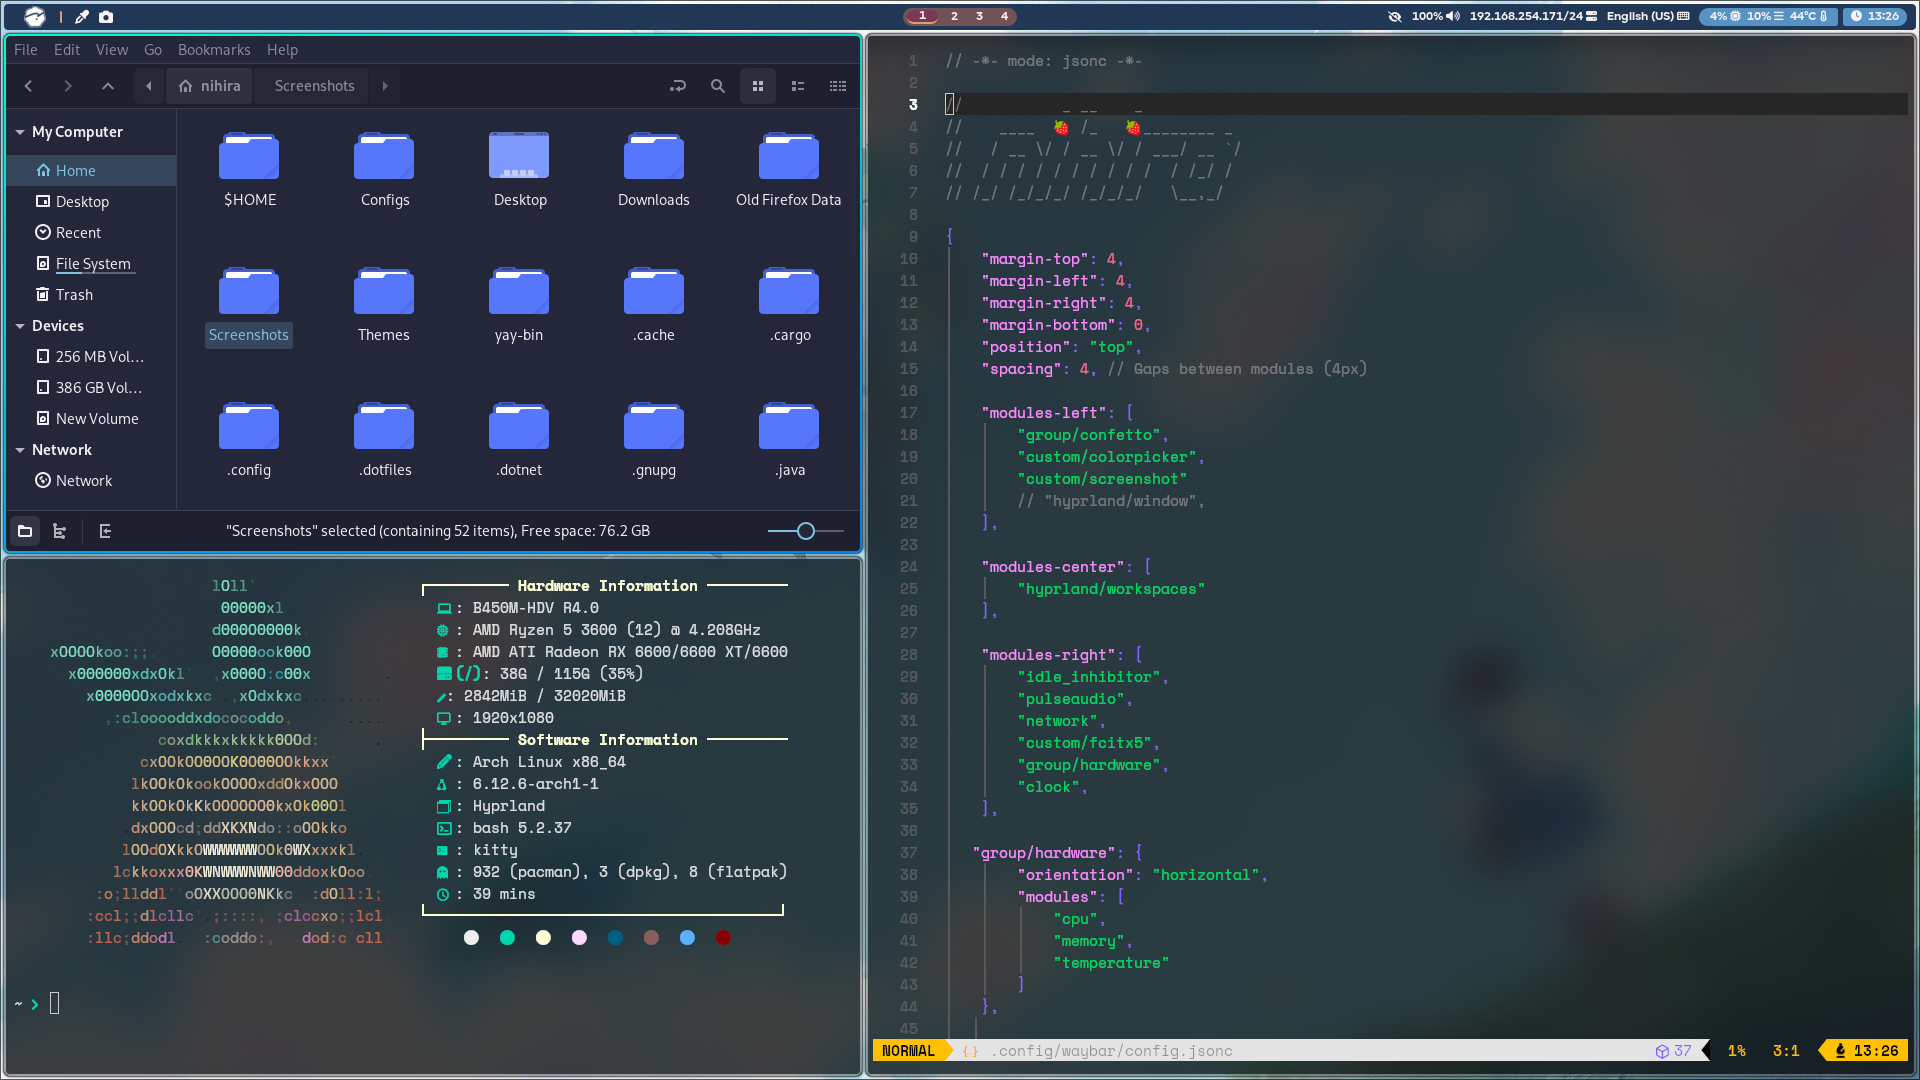 1 2 3 4
100% 192.168.254.171/24 English (US) 4% 10% 44°C 13:26
File Edit View Go Bookmarks Help
nihira Screenshots
My Computer
Home
Desktop
Recent
File System
Trash
Devices
256 MB Vol...
386 GB Vol...
New Volume
Network
Network
$HOME Configs Desktop Downloads Old Firefox Data
Screenshots Themes yay-bin .cache .cargo
.config .dotfiles .dotnet .gnupg .java
"Screenshots" selected (containing 52 items), Free space: 76.2 GB
Hardware Information
: B450M-HDV R4.0
: AMD Ryzen 5 3600 (12) @ 4.208GHz
: AMD ATI Radeon RX 6600/6600 XT/6600
(/): 38G / 115G (35%)
: 2842MiB / 32020MiB
: 1920x1080
Software Information
: Arch Linux x86_64
: 6.12.6-arch1-1
: Hyprland
: bash 5.2.37
: kitty
: 932 (pacman), 3 (dpkg), 8 (flatpak)
: 39 mins
~ ❯
1 // -*- mode: jsonc -*-
2
3 // _ __ _
4 // ____ 🍓 /_ 🍓________ _
5 // / __ \/ / __ \/ / ___/ __ `/
6 // / / / / / / / / / / / /_/ /
7 // /_/ /_/_/_/ /_/_/_/ \__,_/
8
9 {
10 "margin-top": 4,
11 "margin-left": 4,
12 "margin-right": 4,
13 "margin-bottom": 0,
14 "position": "top",
15 "spacing": 4, // Gaps between modules (4px)
16
17 "modules-left": [
18 "group/confetto",
19 "custom/colorpicker",
20 "custom/screenshot"
21 // "hyprland/window",
22 ],
23
24 "modules-center": [
25 "hyprland/workspaces"
26 ],
27
28 "modules-right": [
29 "idle_inhibitor",
30 "pulseaudio",
31 "network",
32 "custom/fcitx5",
33 "group/hardware",
34 "clock",
35 ],
36
37 "group/hardware": {
38 "orientation": "horizontal",
39 "modules": [
40 "cpu",
41 "memory",
42 "temperature"
43 ]
44 },
45
NORMAL {} .config/waybar/config.jsonc 37 1% 3:1 13:26